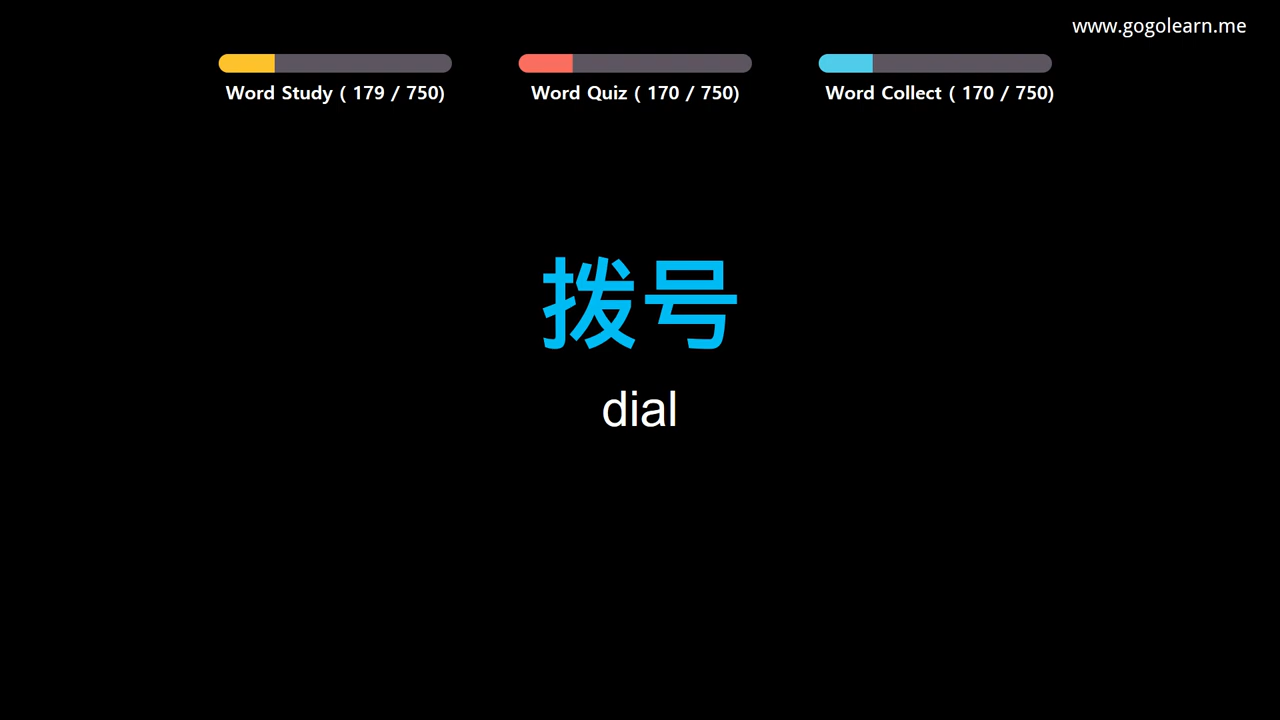 www.gogolearn.me
Word Study ( 179 / 750)
Word Quiz ( 170 / 750)
Word Collect ( 170 / 750)
拨号
dial